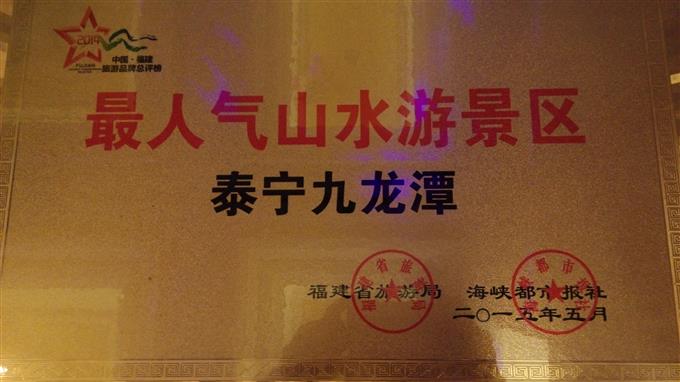 2014
中国·福建
旅游品牌总评榜
最人气山水游景区
泰宁九龙潭
福建省旅游局 海峡都市报社
二〇一五年五月